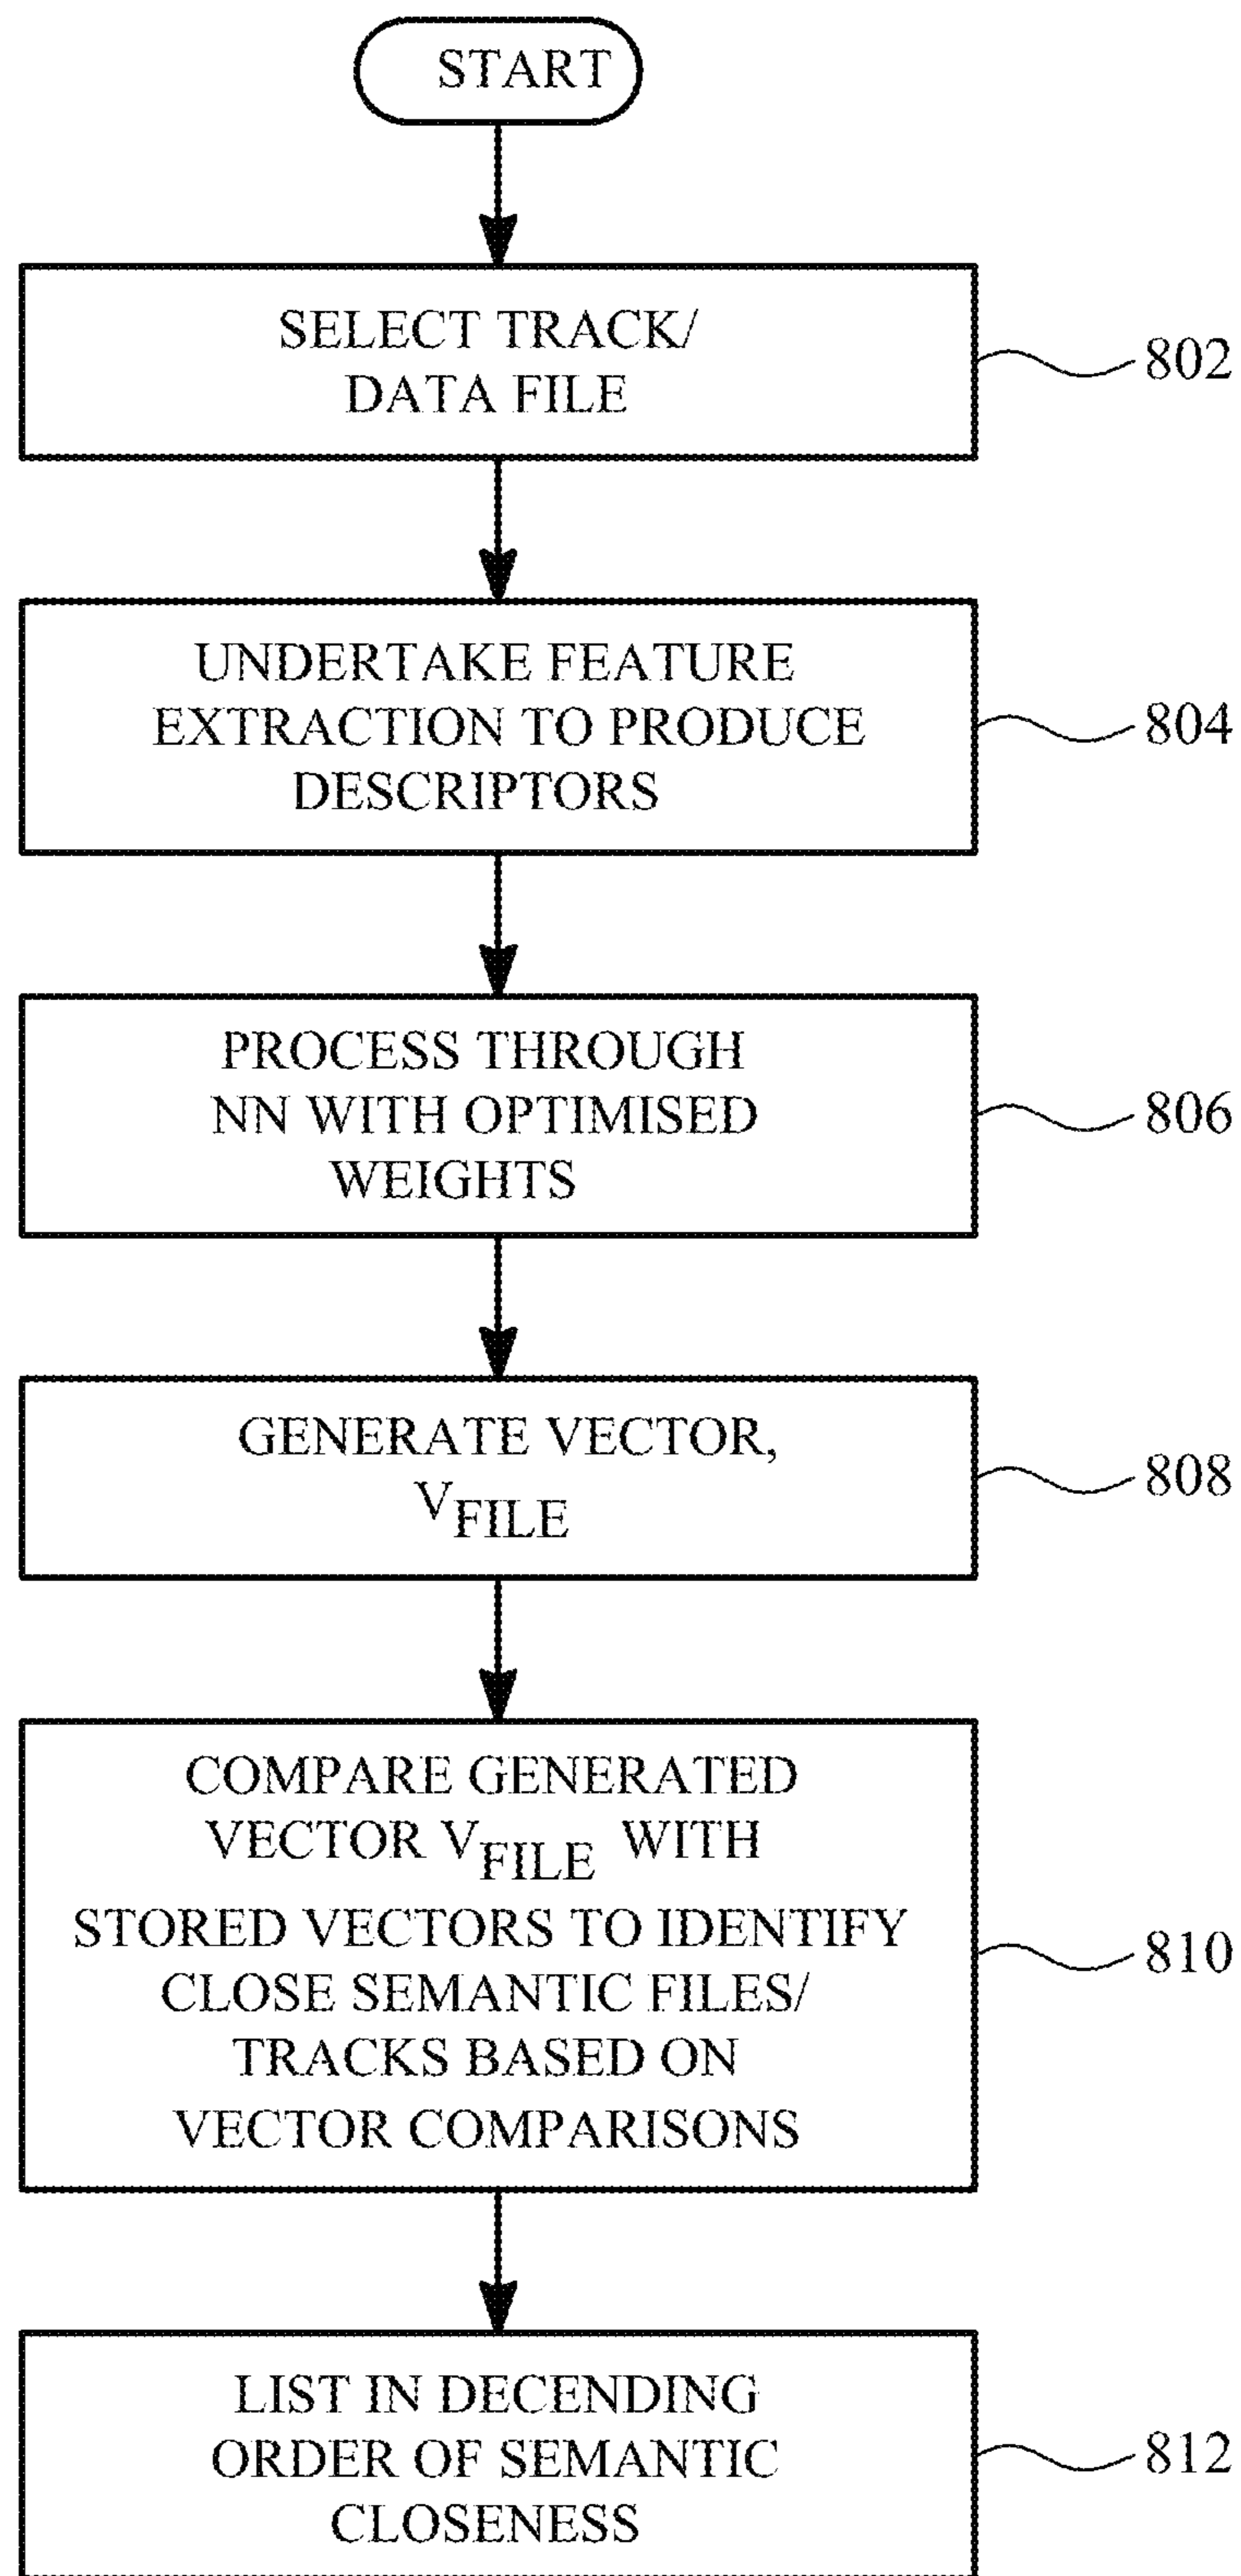 START
SELECT TRACK/
DATA FILE
802
UNDERTAKE FEATURE
EXTRACTION TO PRODUCE
DESCRIPTORS
804
PROCESS THROUGH
NN WITH OPTIMISED
WEIGHTS
806
GENERATE VECTOR,
VFILE
808
COMPARE GENERATED
VECTOR VFILE WITH
STORED VECTORS TO IDENTIFY
CLOSE SEMANTIC FILES/
TRACKS BASED ON
VECTOR COMPARISONS
810
LIST IN DECENDING
ORDER OF SEMANTIC
CLOSENESS
812